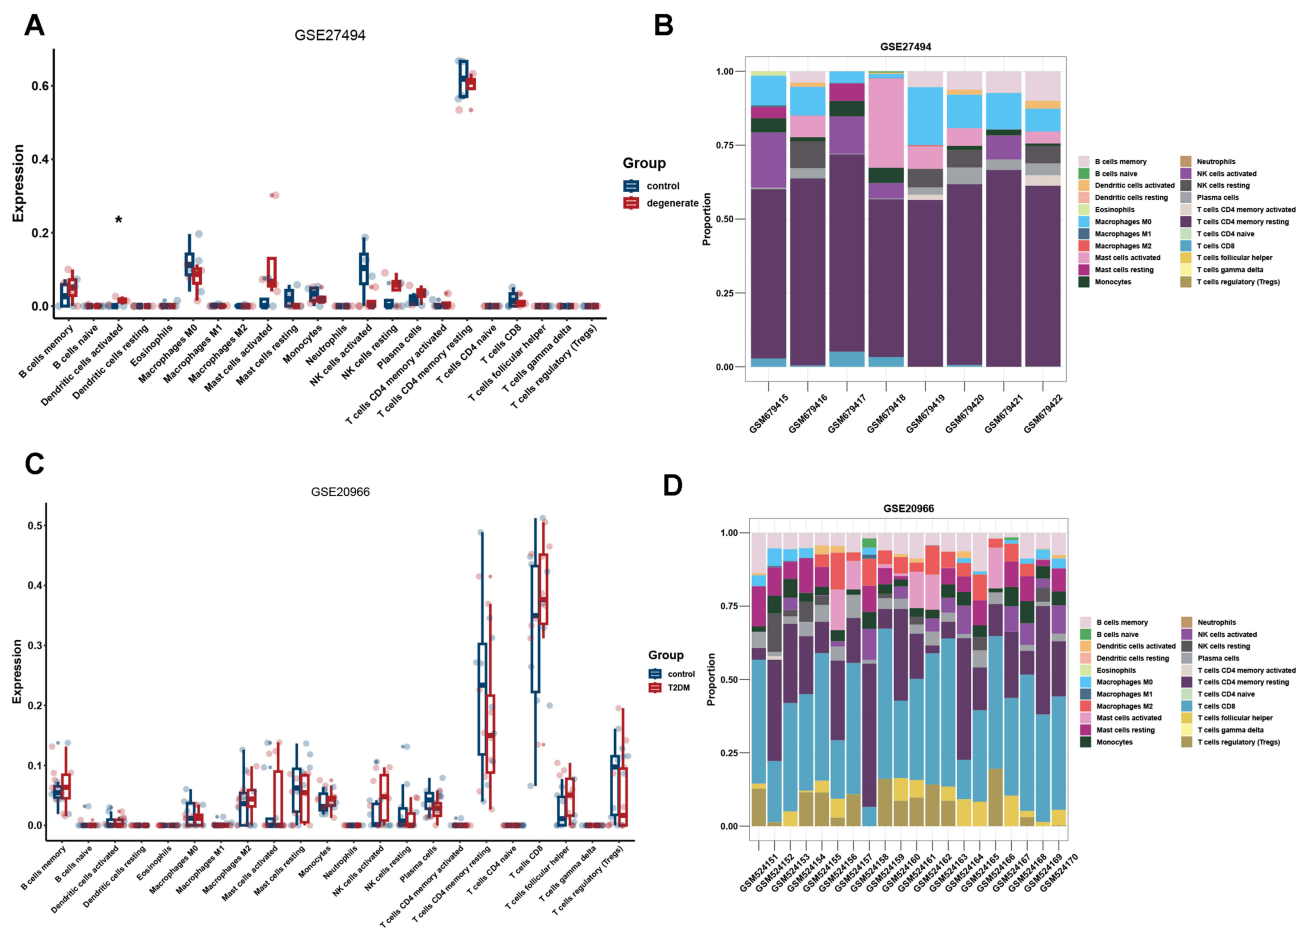 A
GSE27494
Expression
0.6
0.4
0.2
0.0
*
Group
control
degenerate
B cells memory
B cells naive
Dendritic cells activated
Dendritic cells resting
Eosinophils
Macrophages M0
Macrophages M1
Macrophages M2
Mast cells activated
Mast cells resting
Monocytes
Neutrophils
NK cells activated
NK cells resting
Plasma cells
T cells CD4 memory activated
T cells CD4 memory resting
T cells CD4 naive
T cells CD8
T cells follicular helper
T cells gamma delta
T cells regulatory (Tregs)
B
GSE27494
Proportion
1.00
0.75
0.50
0.25
0.00
GSM679415
GSM679416
GSM679417
GSM679418
GSM679419
GSM679420
GSM679421
GSM679422
B cells memory
B cells naive
Dendritic cells activated
Dendritic cells resting
Eosinophils
Macrophages M0
Macrophages M1
Macrophages M2
Mast cells activated
Mast cells resting
Monocytes
Neutrophils
NK cells activated
NK cells resting
Plasma cells
T cells CD4 memory activated
T cells CD4 memory resting
T cells CD4 naive
T cells CD8
T cells follicular helper
T cells gamma delta
T cells regulatory (Tregs)
C
GSE20966
Expression
0.5
0.4
0.3
0.2
0.1
0.0
Group
control
T2DM
B cells memory
B cells naive
Dendritic cells activated
Dendritic cells resting
Eosinophils
Macrophages M0
Macrophages M1
Macrophages M2
Mast cells activated
Mast cells resting
Monocytes
Neutrophils
NK cells activated
NK cells resting
Plasma cells
T cells CD4 memory activated
T cells CD4 memory resting
T cells CD4 naive
T cells CD8
T cells follicular helper
T cells gamma delta
T cells regulatory (Tregs)
D
GSE20966
Proportion
1.00
0.75
0.50
0.25
0.00
GSM524151
GSM524152
GSM524153
GSM524154
GSM524155
GSM524156
GSM524157
GSM524158
GSM524159
GSM524160
GSM524161
GSM524162
GSM524163
GSM524164
GSM524165
GSM524166
GSM524167
GSM524168
GSM524169
GSM524170
B cells memory
B cells naive
Dendritic cells activated
Dendritic cells resting
Eosinophils
Macrophages M0
Macrophages M1
Macrophages M2
Mast cells activated
Mast cells resting
Monocytes
Neutrophils
NK cells activated
NK cells resting
Plasma cells
T cells CD4 memory activated
T cells CD4 memory resting
T cells CD4 naive
T cells CD8
T cells follicular helper
T cells gamma delta
T cells regulatory (Tregs)